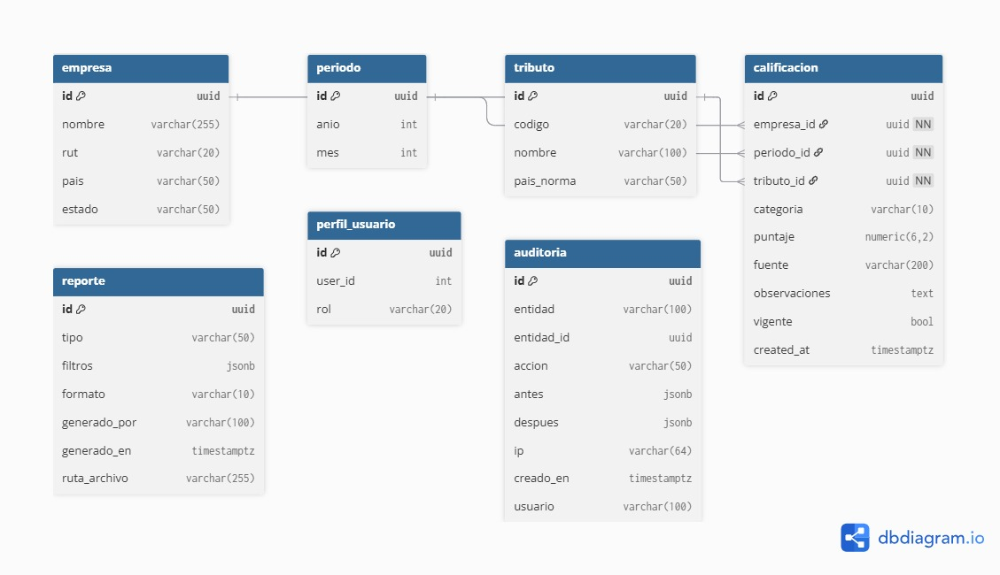 empresa
id uuid
nombre varchar(255)
rut varchar(20)
pais varchar(50)
estado varchar(50)
periodo
id uuid
anio int
mes int
tributo
id uuid
codigo varchar(20)
nombre varchar(100)
pais_norma varchar(50)
calificacion
id uuid
empresa_id uuid NN
periodo_id uuid NN
tributo_id uuid NN
categoria varchar(10)
puntaje numeric(6,2)
fuente varchar(200)
observaciones text
vigente bool
created_at timestamptz
perfil_usuario
id uuid
user_id int
rol varchar(20)
reporte
id uuid
tipo varchar(50)
filtros jsonb
formato varchar(10)
generado_por varchar(100)
generado_en timestamptz
ruta_archivo varchar(255)
auditoria
id uuid
entidad varchar(100)
entidad_id uuid
accion varchar(50)
antes jsonb
despues jsonb
ip varchar(64)
creado_en timestamptz
usuario varchar(100)
dbdiagram.io